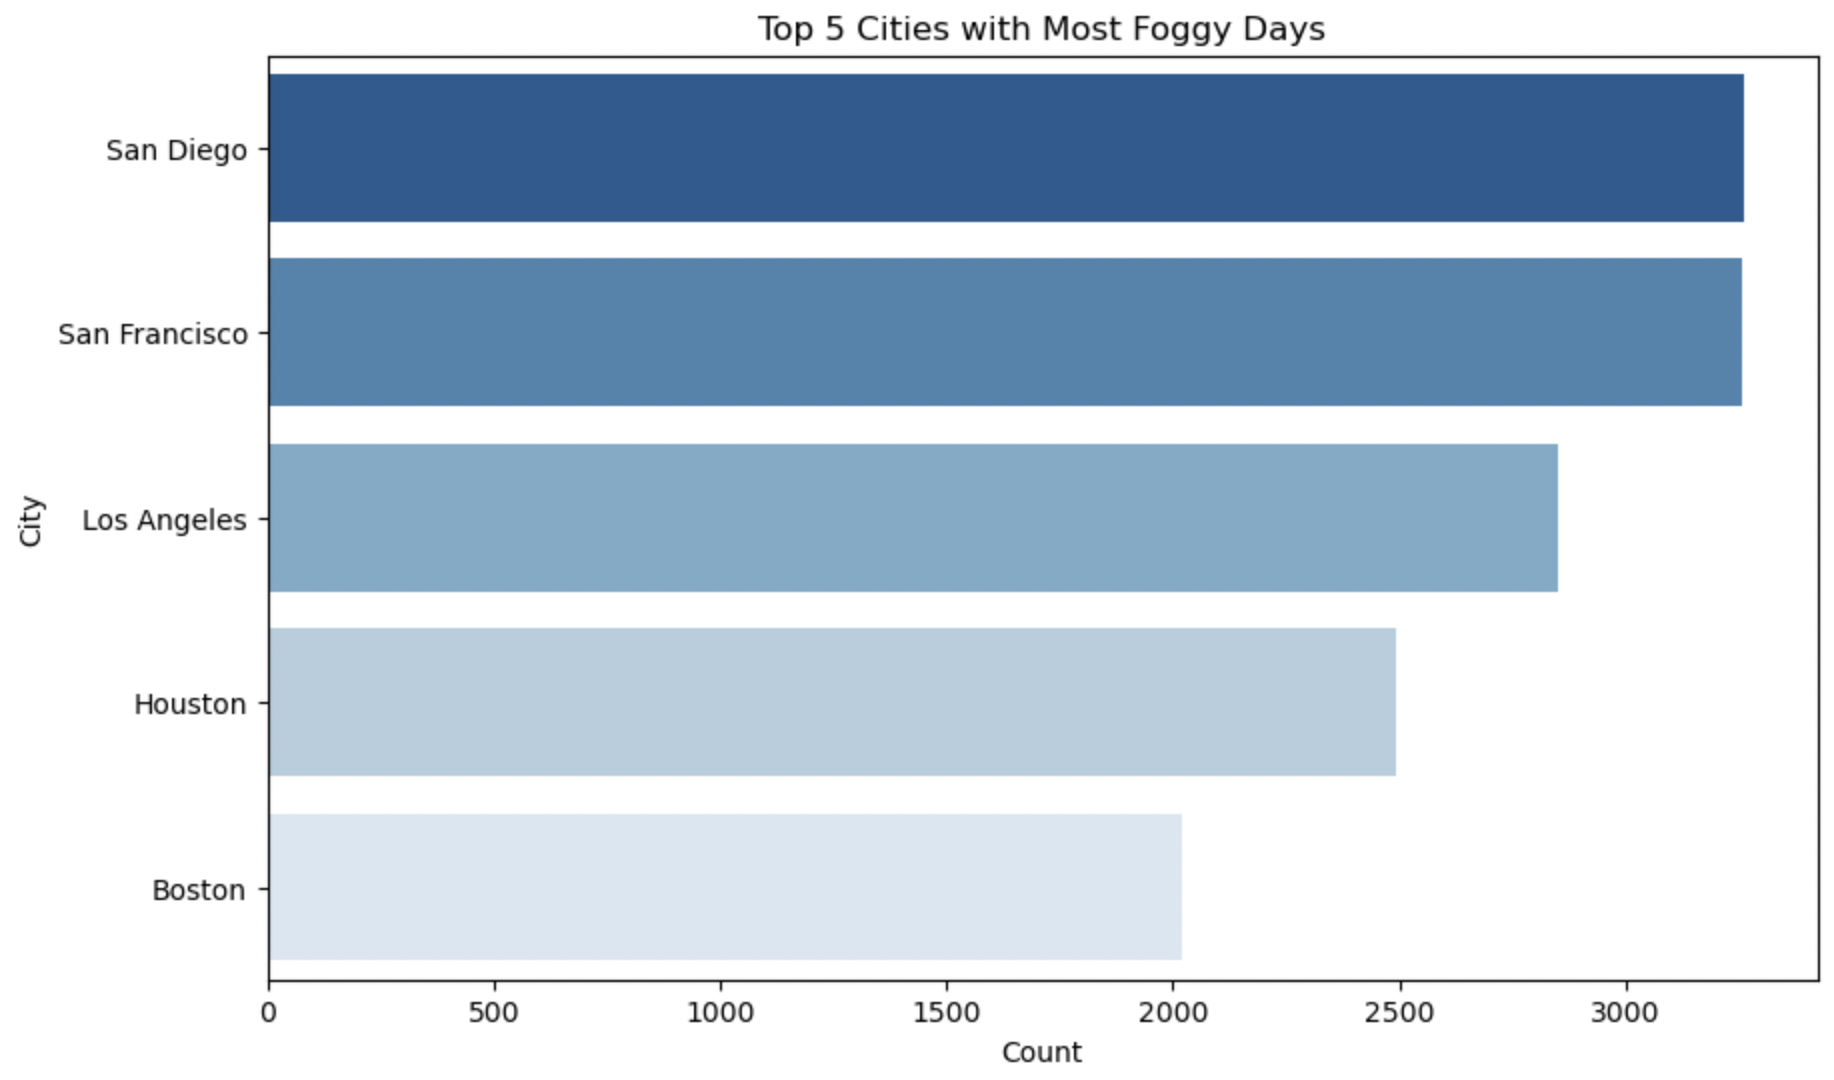 Top 5 Cities with Most Foggy Days
City
San Diego
San Francisco
Los Angeles
Houston
Boston
0 500 1000 1500 2000 2500 3000
Count